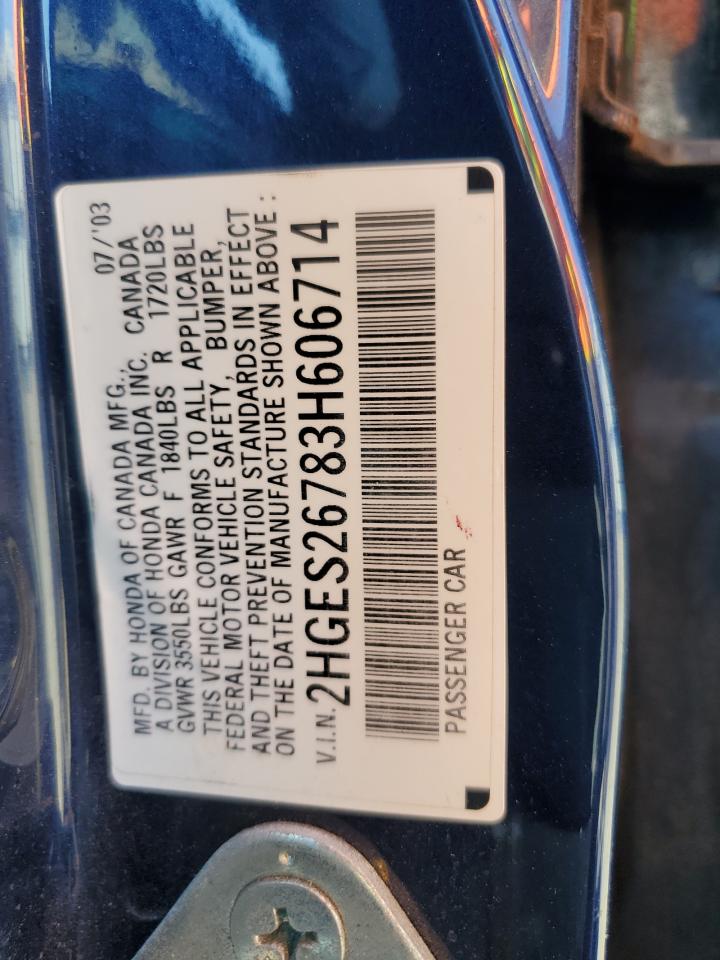 MFD. BY HONDA OF CANADA MFG., 07/'03
A DIVISION OF HONDA CANADA INC. CANADA
GVWR 3550LBS GAWR F 1840LBS R 1720LBS
THIS VEHICLE CONFORMS TO ALL APPLICABLE
FEDERAL MOTOR VEHICLE SAFETY, BUMPER,
AND THEFT PREVENTION STANDARDS IN EFFECT
ON THE DATE OF MANUFACTURE SHOWN ABOVE :
V.I.N. 2HGES26783H606714
PASSENGER CAR